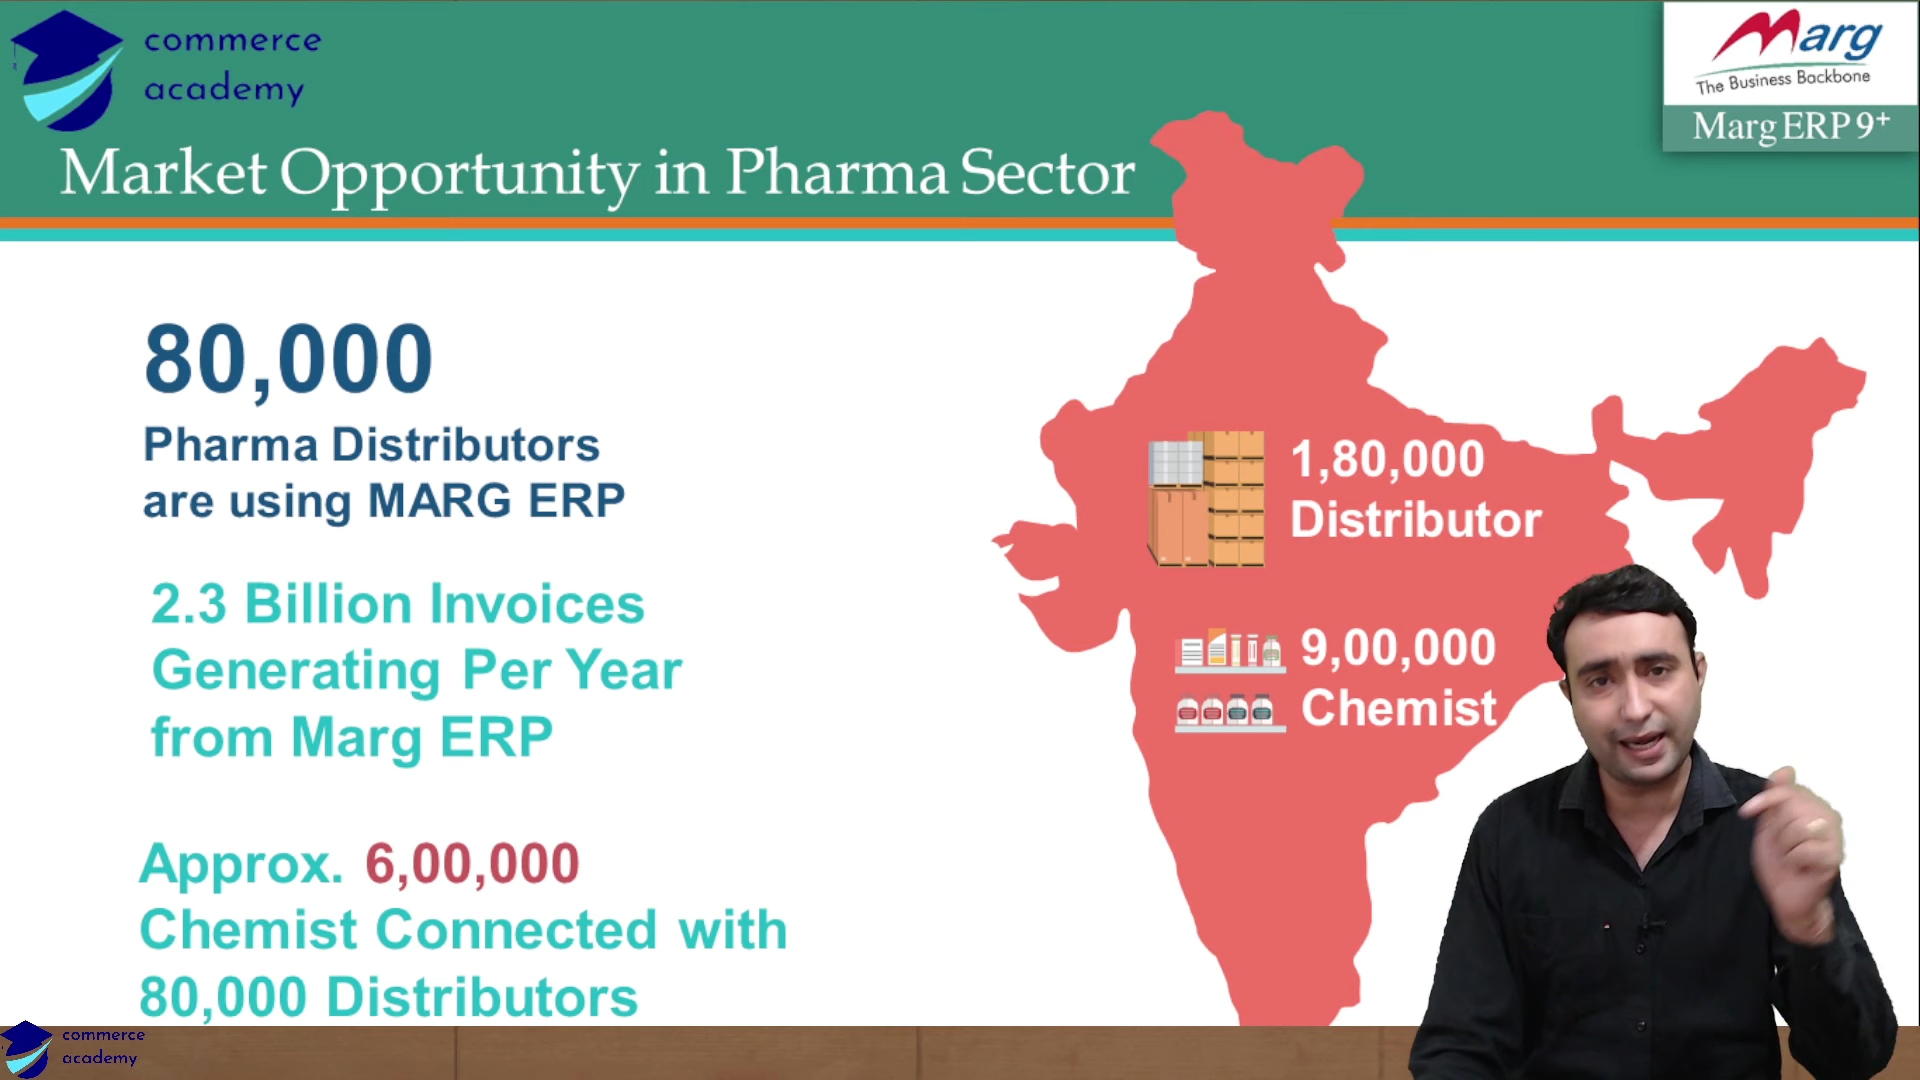 commerce
academy
Marg
The Business Backbone
Marg ERP 9+
Market Opportunity in Pharma Sector
80,000
Pharma Distributors
are using MARG ERP
2.3 Billion Invoices
Generating Per Year
from Marg ERP
Approx. 6,00,000
Chemist Connected with
80,000 Distributors
1,80,000
Distributor
9,00,000
Chemist
commerce
academy